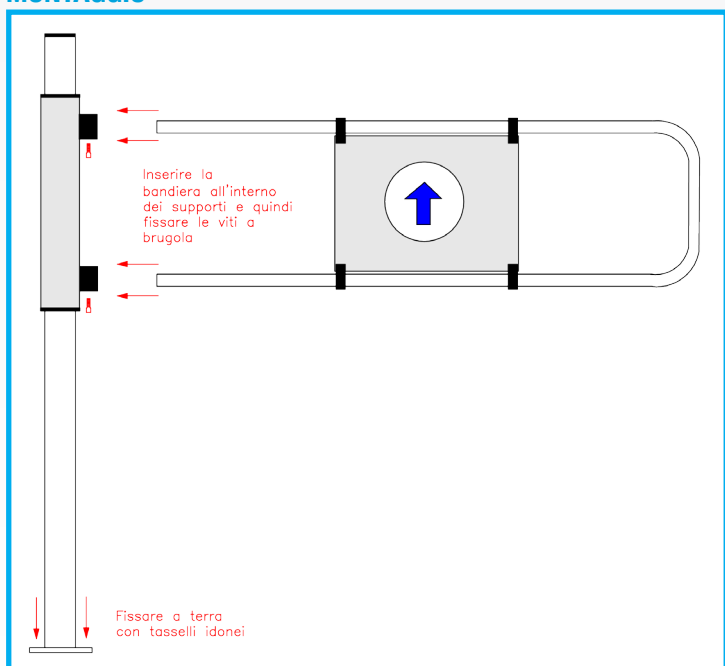 Inserire la
bandiera all'interno
dei supporti e quindi
fissare le viti a
brugola
Fissare a terra
con tasselli idonei